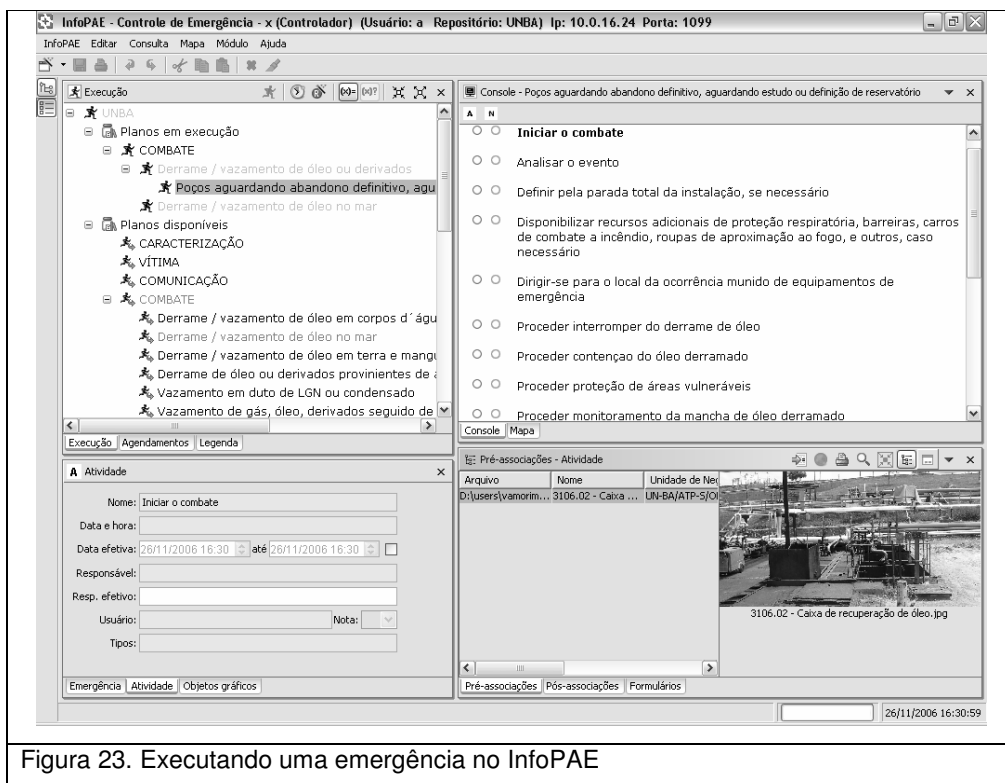 InfoPAE - Controle de Emergência - x (Controlador) (Usuário: a Repositório: UNBA) Ip: 10.0.16.24 Porta: 1099
InfoPAE Editar Consulta Mapa Módulo Ajuda
Execução
UNBA
Planos em execução
COMBATE
Derrame / vazamento de óleo ou derivados
Poços aguardando abandono definitivo, agu
Derrame / vazamento de óleo no mar
Planos disponíveis
CARACTERIZAÇÃO
VÍTIMA
COMUNICAÇÃO
COMBATE
Derrame / vazamento de óleo em corpos d´águ
Derrame / vazamento de óleo no mar
Derrame / vazamento de óleo em terra e mangu
Derrame de óleo ou derivados provinientes de
Vazamento em duto de LGN ou condensado
Vazamento de gás, óleo, derivados seguido de
Execução Agendamentos Legenda
Console - Poços aguardando abandono definitivo, aguardando estudo ou definição de reservatório
A N
Iniciar o combate
Analisar o evento
Definir pela parada total da instalação, se necessário
Disponibilizar recursos adicionais de proteção respiratória, barreiras, carros
de combate a incêndio, roupas de aproximação ao fogo, e outros, caso
necessário
Dirigir-se para o local da ocorrência munido de equipamentos de
emergência
Proceder interromper do derrame de óleo
Proceder contençao do óleo derramado
Proceder proteção de áreas vulneráveis
Proceder monitoramento da mancha de óleo derramado
Console Mapa
A Atividade
Nome: Iniciar o combate
Data e hora:
Data efetiva: 26/11/2006 16:30 até 26/11/2006 16:30
Responsável:
Resp. efetivo:
Usuário: Nota:
Tipos:
Emergência Atividade Objetos gráficos
Pré-associações - Atividade
Arquivo Nome Unidade de Neg
D:\users\vamorim... 3106.02 - Caixa ... UN-BA/ATP-S/O
3106.02 - Caixa de recuperação de óleo.jpg
Pré-associações Pós-associações Formulários
26/11/2006 16:30:59
Figura 23. Executando uma emergência no InfoPAE